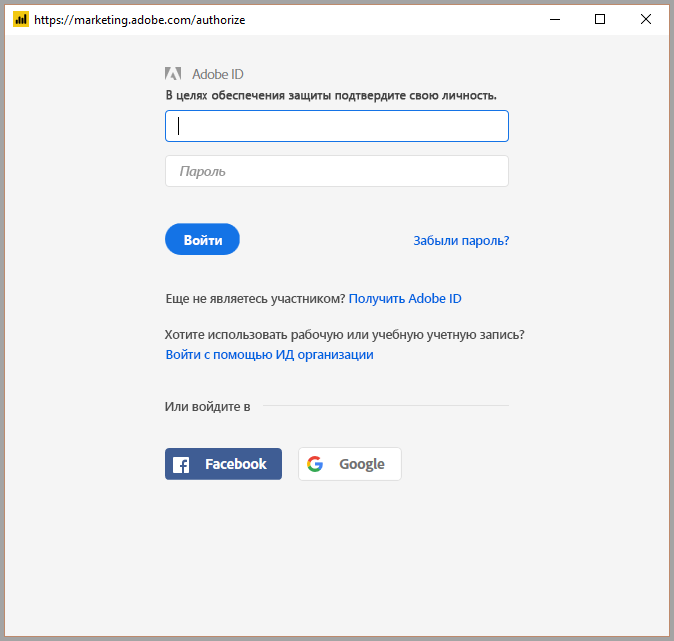 https://marketing.adobe.com/authorize
Adobe ID
В целях обеспечения защиты подтвердите свою личность.
Пароль
Войти
Забыли пароль?
Еще не являетесь участником? Получить Adobe ID
Хотите использовать рабочую или учебную учетную запись?
Войти с помощью ИД организации
Или войдите в
Facebook
Google